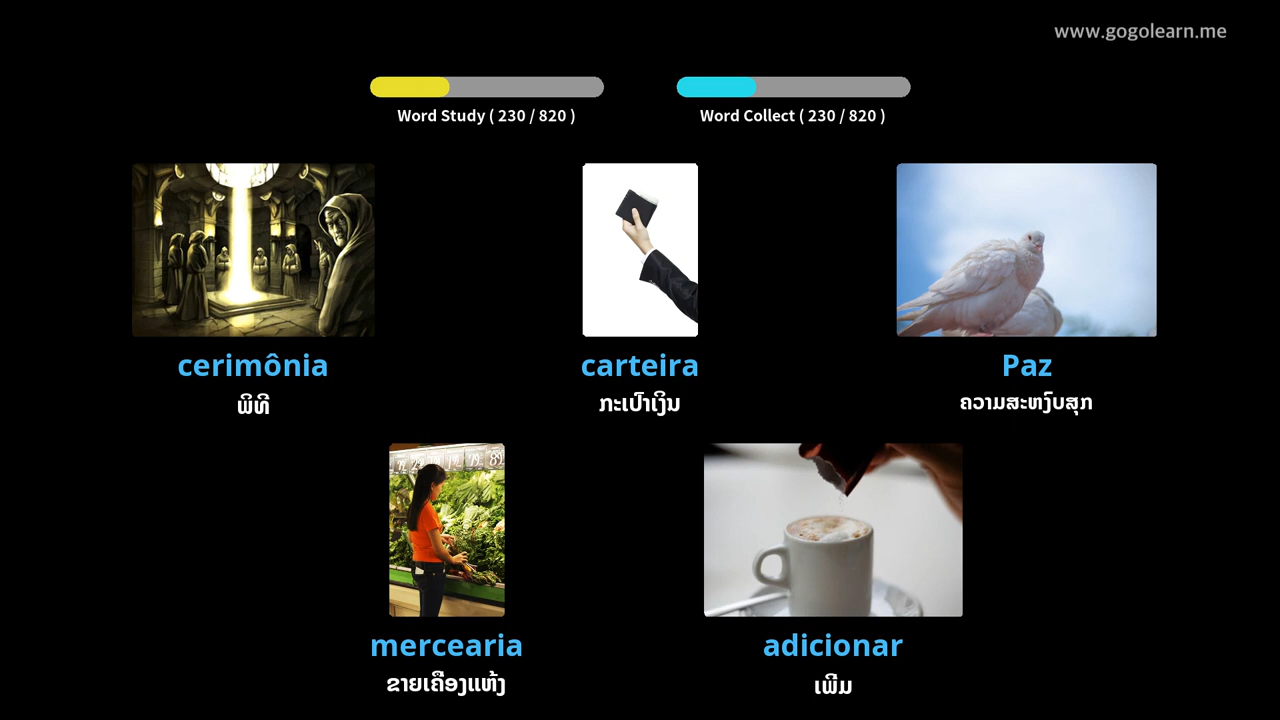 www.gogolearn.me
Word Study ( 230 / 820 )
Word Collect ( 230 / 820 )
cerimônia
ພິທີ
carteira
ກະເປົາເງິນ
Paz
ຄວາມສະຫງົບສຸກ
mercearia
ຂາຍເຄືອງແຫ້ງ
adicionar
ເພີ່ມ